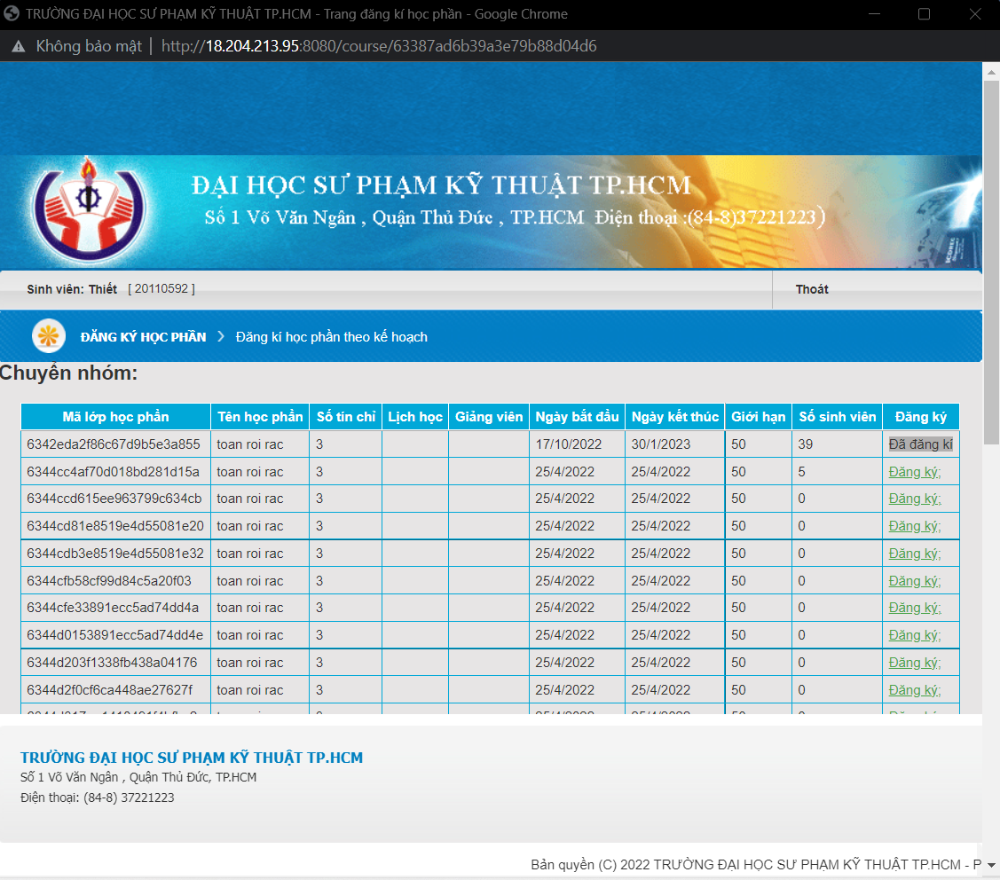 TRƯỜNG ĐẠI HỌC SƯ PHẠM KỸ THUẬT TP.HCM - Trang đăng kí học phần - Google Chrome
Không bảo mật | http://18.204.213.95:8080/course/63387ad6b39a3e79b88d04d6
ĐẠI HỌC SƯ PHẠM KỸ THUẬT TP.HCM
Số 1 Võ Văn Ngân , Quận Thủ Đức , TP.HCM Điện thoại :(84-8)37221223)
Sinh viên: Thiết [ 20110592 ] Thoát
ĐĂNG KÝ HỌC PHẦN > Đăng kí học phần theo kế hoạch
Chuyển nhóm:
Mã lớp học phần Tên học phần Số tín chỉ Lịch học Giảng viên Ngày bắt đầu Ngày kết thúc Giới hạn Số sinh viên Đăng ký
6342eda2f86c67d9b5e3a855 toan roi rac 3 17/10/2022 30/1/2023 50 39 Đã đăng kí
6344cc4af70d018bd281d15a toan roi rac 3 25/4/2022 25/4/2022 50 5 Đăng ký;
6344ccd615ee963799c634cb toan roi rac 3 25/4/2022 25/4/2022 50 0 Đăng ký;
6344cd81e8519e4d55081e20 toan roi rac 3 25/4/2022 25/4/2022 50 0 Đăng ký;
6344cdb3e8519e4d55081e32 toan roi rac 3 25/4/2022 25/4/2022 50 0 Đăng ký;
6344cfb58cf99d84c5a20f03 toan roi rac 3 25/4/2022 25/4/2022 50 0 Đăng ký;
6344cfe33891ecc5ad74dd4a toan roi rac 3 25/4/2022 25/4/2022 50 0 Đăng ký;
6344d0153891ecc5ad74dd4e toan roi rac 3 25/4/2022 25/4/2022 50 0 Đăng ký;
6344d203f1338fb438a04176 toan roi rac 3 25/4/2022 25/4/2022 50 0 Đăng ký;
6344d2f0cf6ca448ae27627f toan roi rac 3 25/4/2022 25/4/2022 50 0 Đăng ký;
TRƯỜNG ĐẠI HỌC SƯ PHẠM KỸ THUẬT TP.HCM
Số 1 Võ Văn Ngân , Quận Thủ Đức, TP.HCM
Điện thoại: (84-8) 37221223
Bản quyền (C) 2022 TRƯỜNG ĐẠI HỌC SƯ PHẠM KỸ THUẬT TP.HCM - P